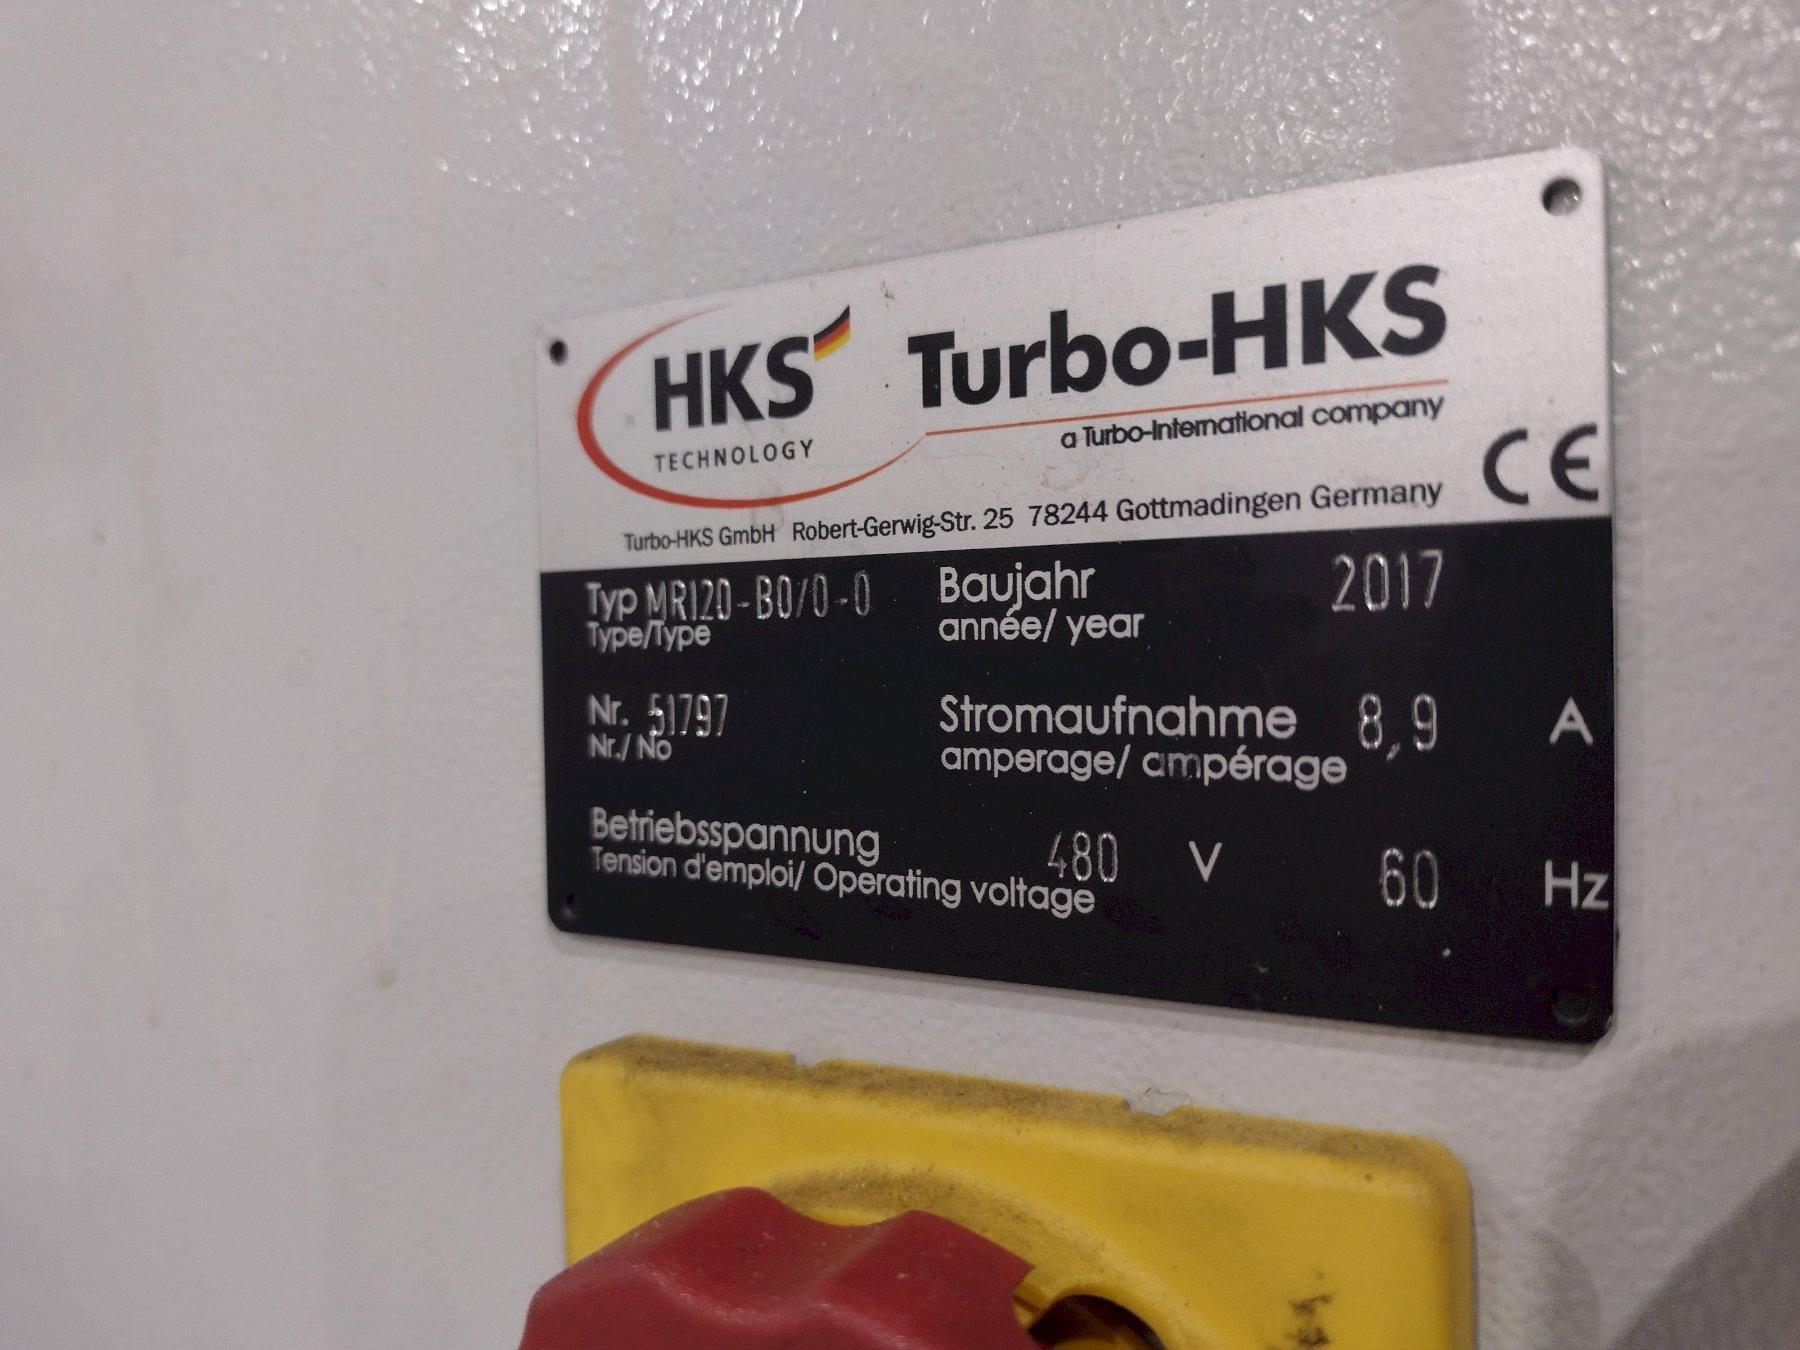 HKS
TECHNOLOGY
Turbo-HKS
a Turbo-International company
CE
Turbo-HKS GmbH Robert-Gerwig-Str. 25 78244 Gottmadingen Germany
Typ MR120-B0/0-0
Type/Type
Baujahr 2017
année/ year
Nr. 51797
Nr./ No
Stromaufnahme 8,9 A
amperage/ ampérage
Betriebsspannung 480 V 60 Hz
Tension d'emploi/ Operating voltage